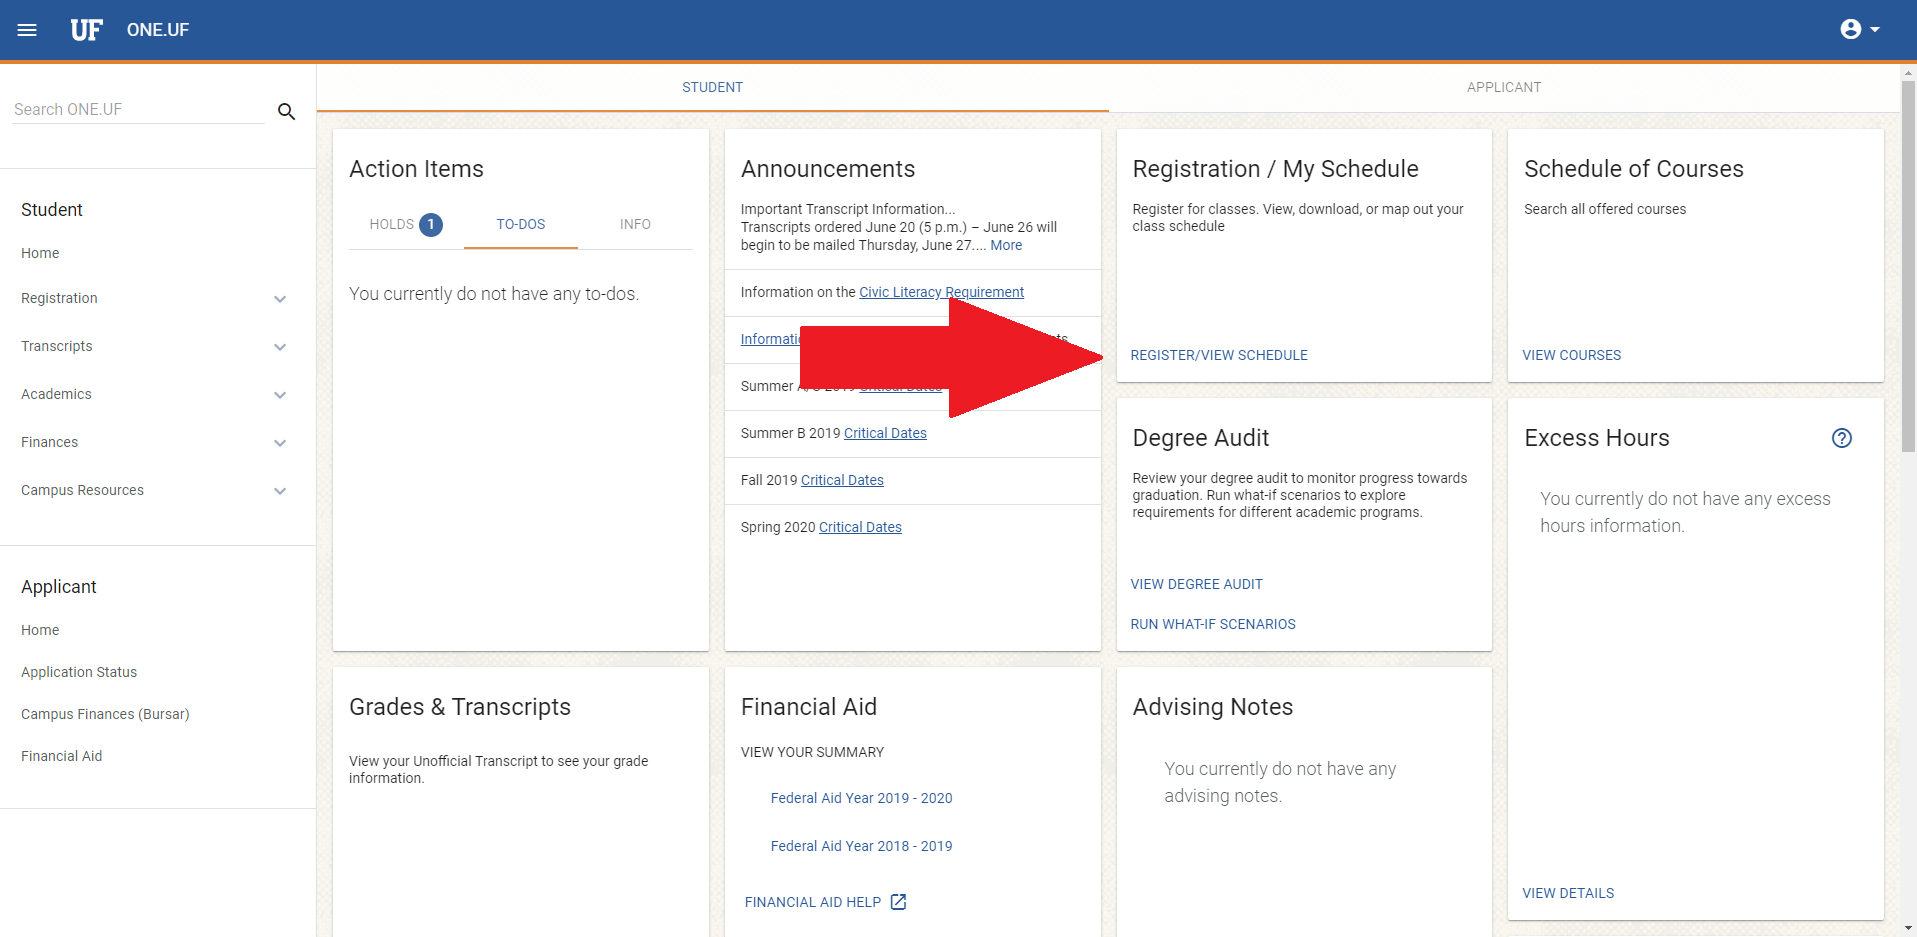 UF ONE.UF
Search ONE.UF
Student
Home
Registration
Transcripts
Academics
Finances
Campus Resources
Applicant
Home
Application Status
Campus Finances (Bursar)
Financial Aid
STUDENT
APPLICANT
Action Items
HOLDS 1 TO-DOS INFO
You currently do not have any to-dos.
Announcements
Important Transcript Information...
Transcripts ordered June 20 (5 p.m.) – June 26 will
begin to be mailed Thursday, June 27.... More
Information on the Civic Literacy Requirement
Summer
Summer B 2019 Critical Dates
Fall 2019 Critical Dates
Spring 2020 Critical Dates
Registration / My Schedule
Register for classes. View, download, or map out your
class schedule
REGISTER/VIEW SCHEDULE
Schedule of Courses
Search all offered courses
VIEW COURSES
Degree Audit
Review your degree audit to monitor progress towards
graduation. Run what-if scenarios to explore
requirements for different academic programs.
VIEW DEGREE AUDIT
RUN WHAT-IF SCENARIOS
Excess Hours
You currently do not have any excess
hours information.
VIEW DETAILS
Grades & Transcripts
View your Unofficial Transcript to see your grade
information.
Financial Aid
VIEW YOUR SUMMARY
Federal Aid Year 2019 - 2020
Federal Aid Year 2018 - 2019
FINANCIAL AID HELP
Advising Notes
You currently do not have any
advising notes.